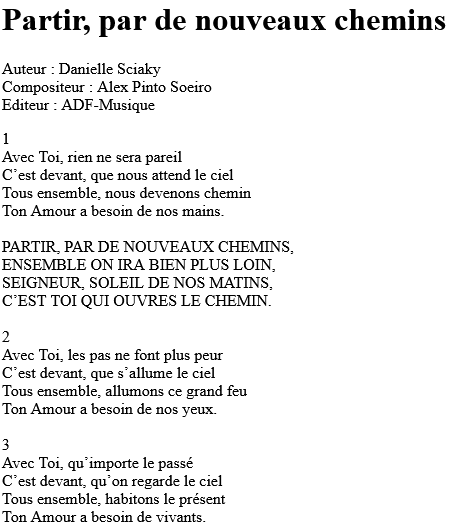 Partir, par de nouveaux chemins
Auteur : Danielle Sciaky
Compositeur : Alex Pinto Soeiro
Editeur : ADF-Musique
1
Avec Toi, rien ne sera pareil
C’est devant, que nous attend le ciel
Tous ensemble, nous devenons chemin
Ton Amour a besoin de nos mains.
PARTIR, PAR DE NOUVEAUX CHEMINS,
ENSEMBLE ON IRA BIEN PLUS LOIN,
SEIGNEUR, SOLEIL DE NOS MATINS,
C’EST TOI QUI OUVRES LE CHEMIN.
2
Avec Toi, les pas ne font plus peur
C’est devant, que s’allume le ciel
Tous ensemble, allumons ce grand feu
Ton Amour a besoin de nos yeux.
3
Avec Toi, qu’importe le passé
C’est devant, qu’on regarde le ciel
Tous ensemble, habitons le présent
Ton Amour a besoin de vivants.